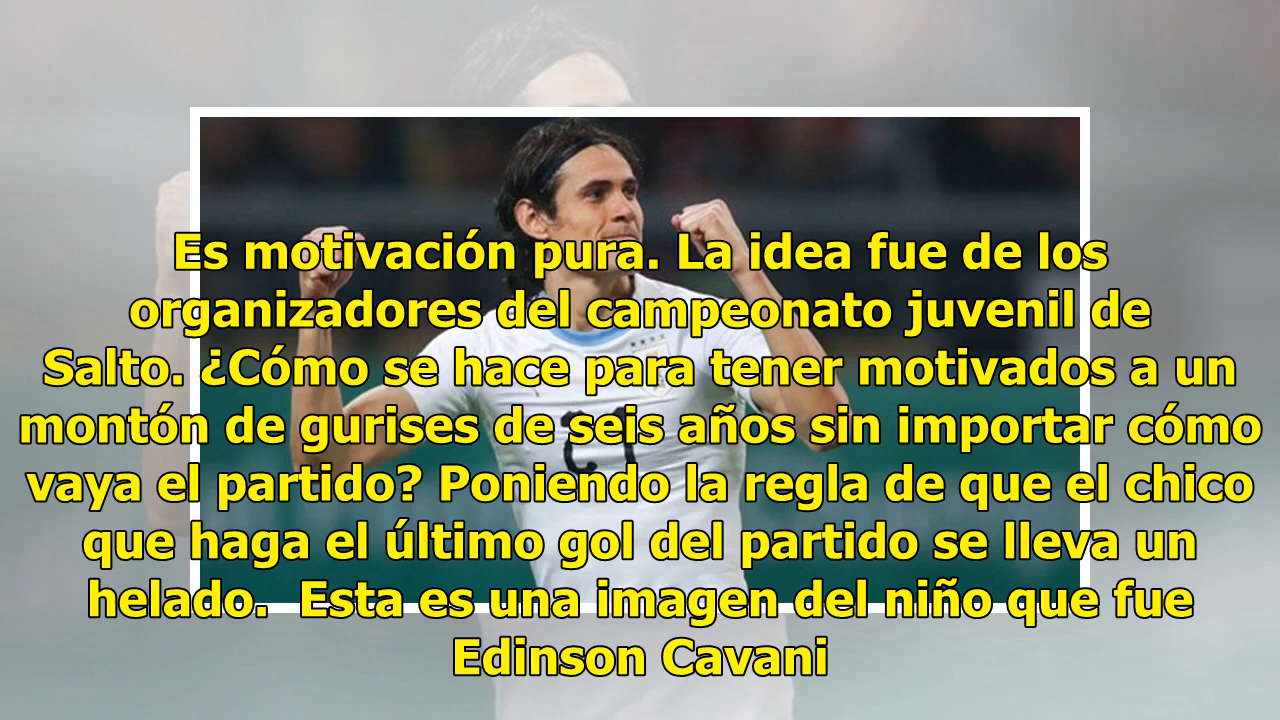 Es motivación pura. La idea fue de los
organizadores del campeonato juvenil de
Salto. ¿Cómo se hace para tener motivados a un
montón de gurises de seis años sin importar cómo
vaya el partido? Poniendo la regla de que el chico
que haga el último gol del partido se lleva un
helado.  Esta es una imagen del niño que fue
Edinson Cavani
21